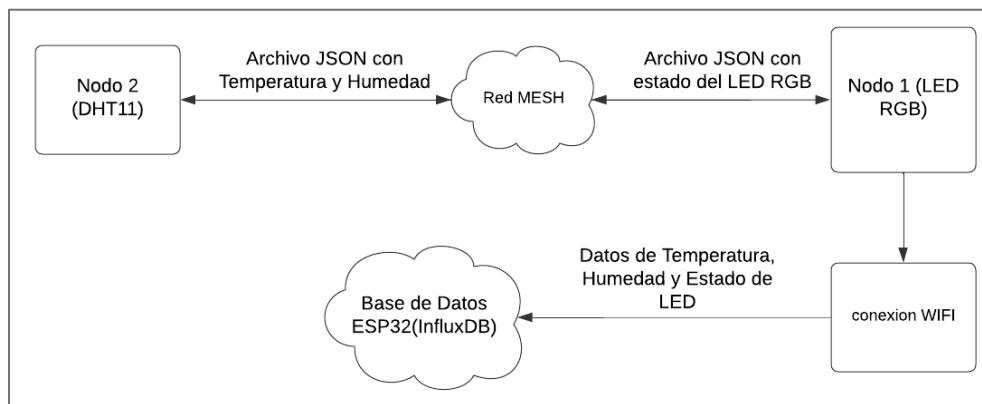 Nodo 2
(DHT11)
Archivo JSON con
Temperatura y Humedad
Red MESH
Archivo JSON con
estado del LED RGB
Nodo 1 (LED
RGB)
Base de Datos
ESP32(InfluxDB)
Datos de Temperatura,
Humedad y Estado de
LED
conexion WIFI